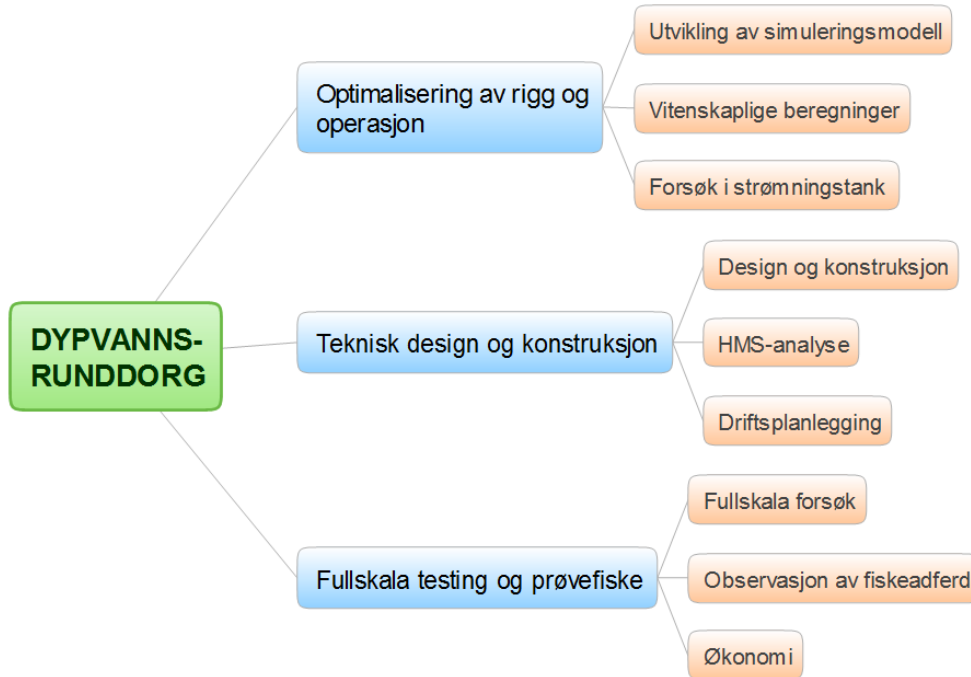 DYPVANNS-
RUNDDORG
Optimalisering av rigg og
operasjon
Utvikling av simuleringsmodell
Vitenskaplige beregninger
Forsøk i strømningstank
Teknisk design og konstruksjon
Design og konstruksjon
HMS-analyse
Driftsplanlegging
Fullskala testing og prøvefiske
Fullskala forsøk
Observasjon av fiskeadferd
Økonomi